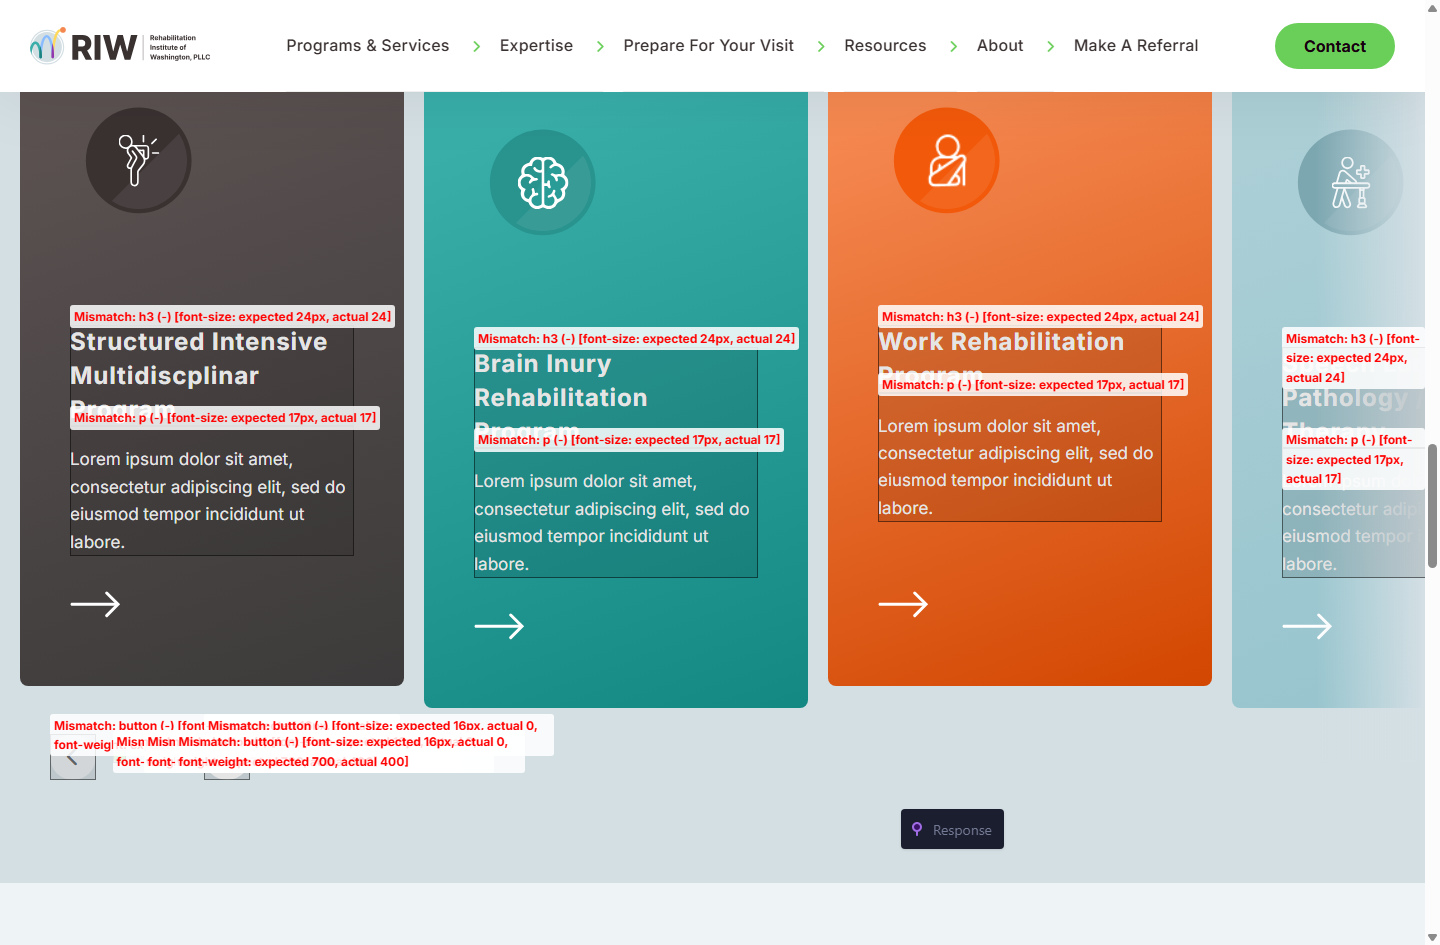 RIW
Rehabilitation
Institute of
Washington, PLLC
Programs & Services
Expertise
Prepare For Your Visit
Resources
About
Make A Referral
Contact
Mismatch: h3 (-) [font-size: expected 24px, actual 24]
Structured Intensive
Multidiscplinar
Program
Mismatch: p (-) [font-size: expected 17px, actual 17]
Lorem ipsum dolor sit amet,
consectetur adipiscing elit, sed do
eiusmod tempor incididunt ut
labore.
Mismatch: h3 (-) [font-size: expected 24px, actual 24]
Brain Inury
Rehabilitation
Program
Mismatch: p (-) [font-size: expected 17px, actual 17]
Lorem ipsum dolor sit amet,
consectetur adipiscing elit, sed do
eiusmod tempor incididunt ut
labore.
Mismatch: h3 (-) [font-size: expected 24px, actual 24]
Work Rehabilitation
Program
Mismatch: p (-) [font-size: expected 17px, actual 17]
Lorem ipsum dolor sit amet,
consectetur adipiscing elit, sed do
eiusmod tempor incididunt ut
labore.
Mismatch: h3 (-) [font-
size: expected 24px,
actual 24]
Pathology
Therapy
Mismatch: p (-) [font-
size: expected 17px,
actual 17]
consectetur adip
eiusmod tempor
labore.
Mismatch: button (-) [font Mismatch: button (-) [font-size: expected 16px, actual 0,
font-weigl Misn Misn Mismatch: button (-) [font-size: expected 16px, actual 0,
font- font- font-weight: expected 700, actual 400]
Response